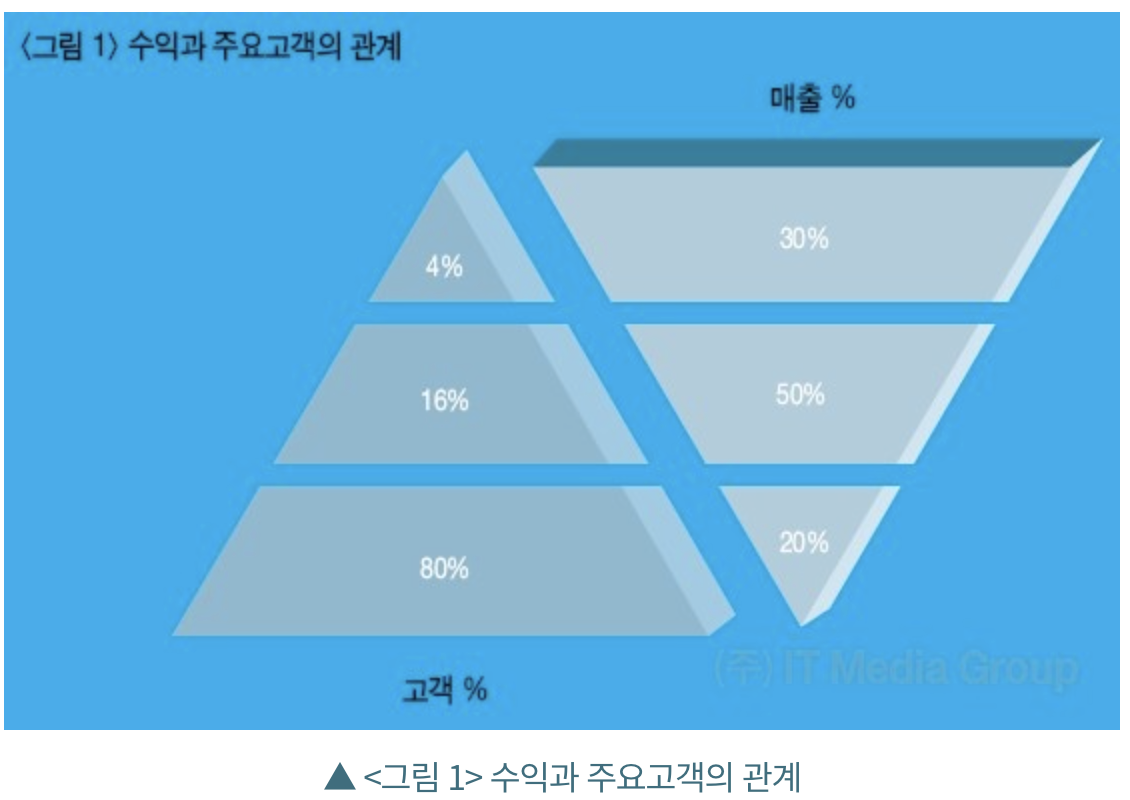 〈그림 1〉 수익과 주요고객의 관계
매출 %
4%
30%
16%
50%
80%
20%
고객 %
(주) IT Media Group
▲ <그림 1> 수익과 주요고객의 관계